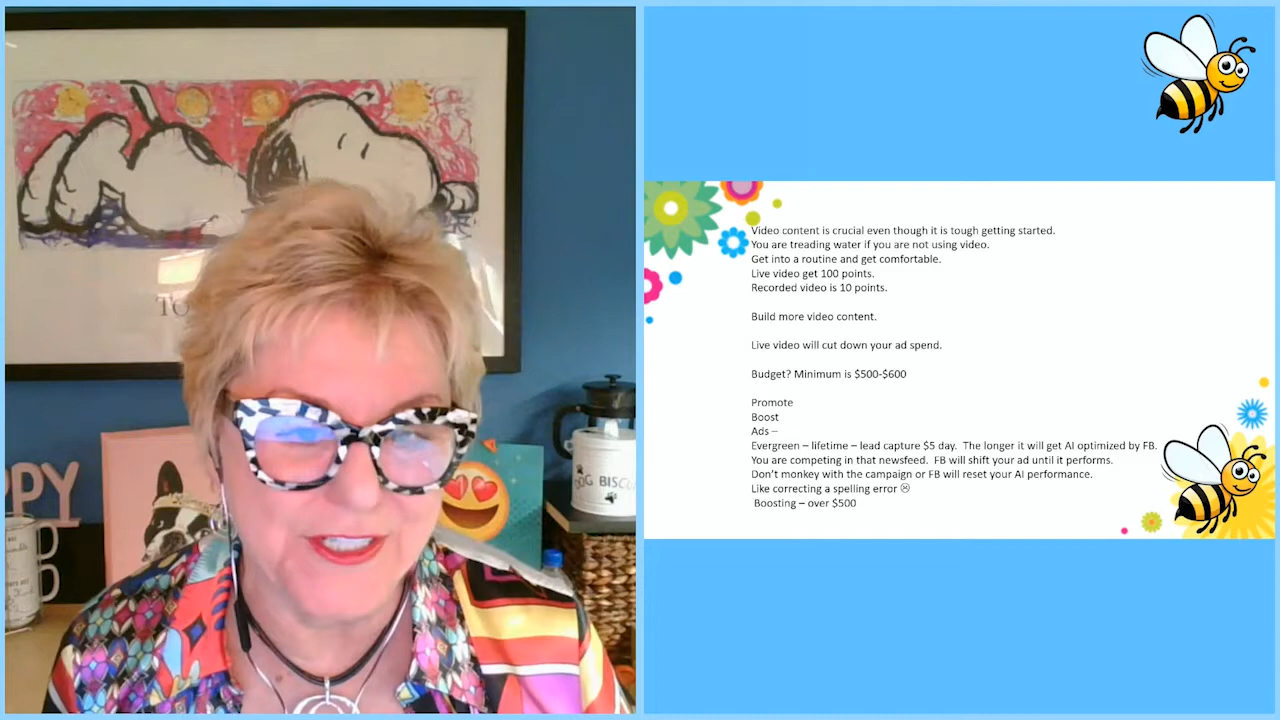 TO
PPY
DOG BISCU
Video content is crucial even though it is tough getting started.
You are treading water if you are not using video.
Get into a routine and get comfortable.
Live video get 100 points.
Recorded video is 10 points.
Build more video content.
Live video will cut down your ad spend.
Budget? Minimum is $500-$600
Promote
Boost
Ads –
Evergreen – lifetime – lead capture $5 day.  The longer it will get AI optimized by FB.
You are competing in that newsfeed.  FB will shift your ad until it performs.
Don't monkey with the campaign or FB will reset your AI performance.
Like correcting a spelling error ☹
Boosting – over $500